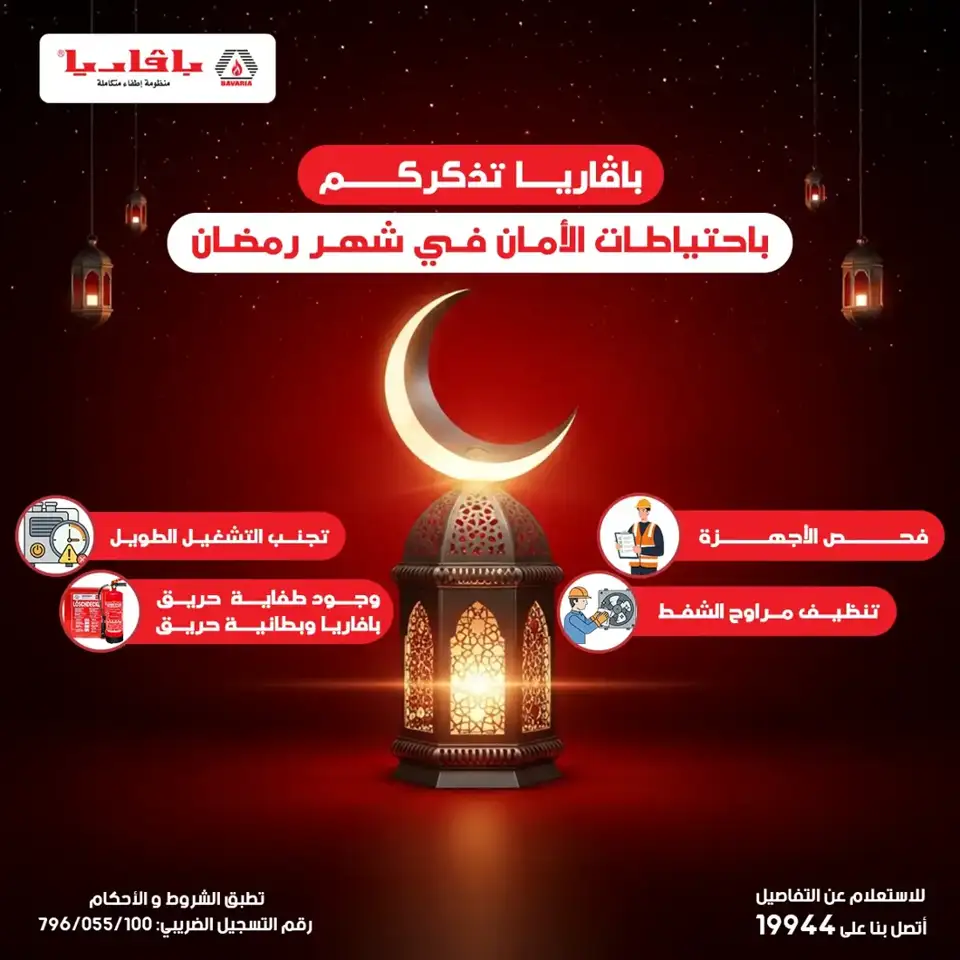 باڤاريا®
منظومة إطفاء متكاملة
BAVARIA
باڤاريا تذكركم
باحتياطات الأمان في شهر رمضان
فحص الأجهزة
تنظيف مراوح الشفط
تجنب التشغيل الطويل
وجود طفاية حريق
بافاريا وبطانية حريق
LÖSCHDECKE
للاستعلام عن التفاصيل
أتصل بنا على 19944
تطبق الشروط و الأحكام
رقم التسجيل الضريبي: 796/055/100